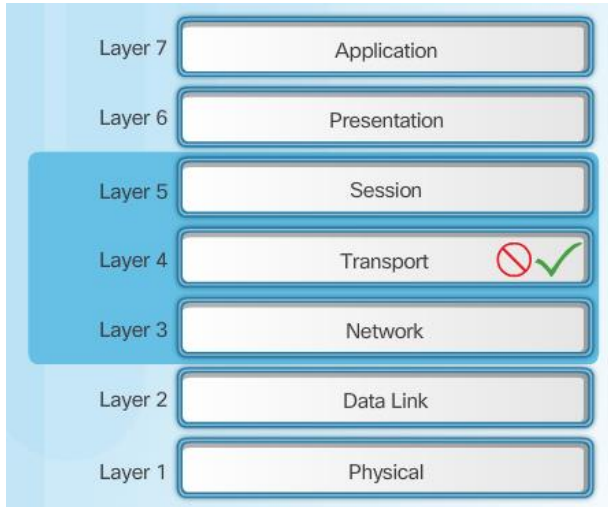 Layer 7 Application
Layer 6 Presentation
Layer 5 Session
Layer 4 Transport
Layer 3 Network
Layer 2 Data Link
Layer 1 Physical